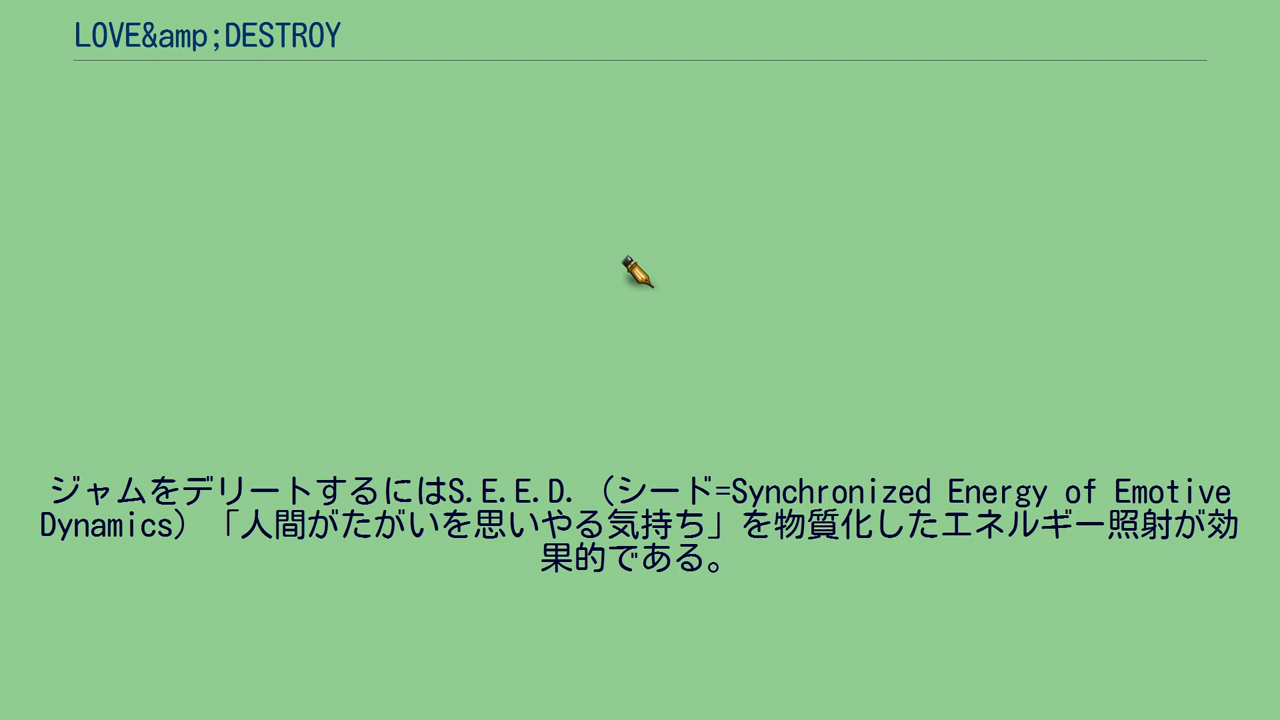 LOVE&amp;DESTROY
ジャムをデリートするにはS.E.E.D.（シード=Synchronized Energy of Emotive
Dynamics）「人間がたがいを思いやる気持ち」を物質化したエネルギー照射が効
果的である。